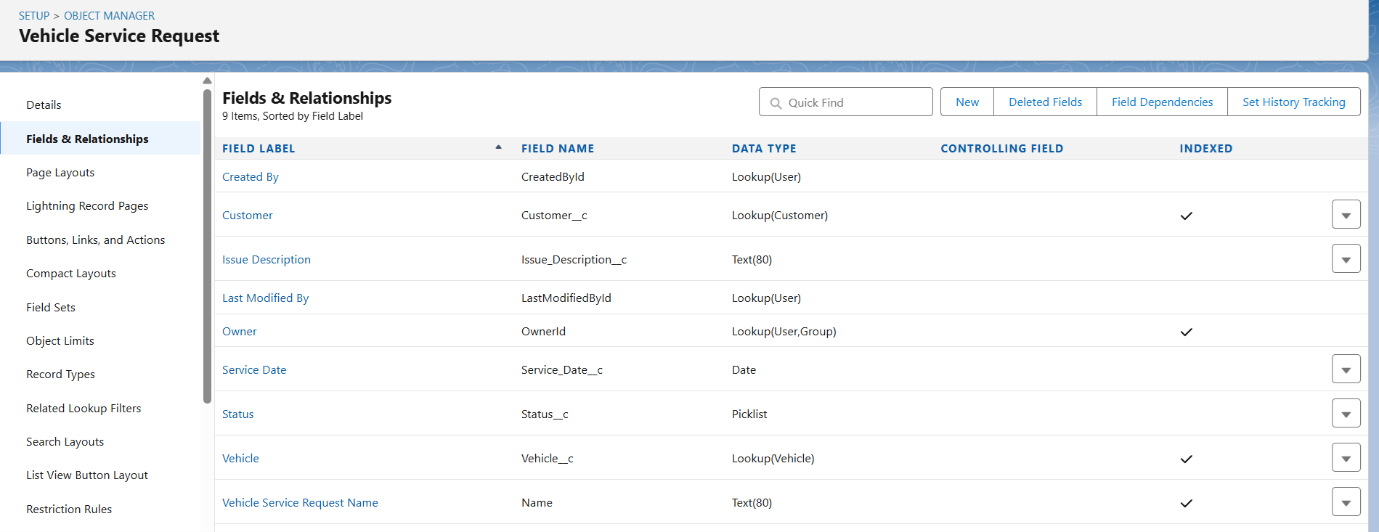 SETUP > OBJECT MANAGER
Vehicle Service Request
Details
Fields & Relationships
Page Layouts
Lightning Record Pages
Buttons, Links, and Actions
Compact Layouts
Field Sets
Object Limits
Record Types
Related Lookup Filters
Search Layouts
List View Button Layout
Restriction Rules
Fields & Relationships
9 Items, Sorted by Field Label
Quick Find
New
Deleted Fields
Field Dependencies
Set History Tracking
FIELD LABEL FIELD NAME DATA TYPE CONTROLLING FIELD INDEXED
Created By CreatedById Lookup(User)
Customer Customer__c Lookup(Customer)
Issue Description Issue_Description__c Text(80)
Last Modified By LastModifiedById Lookup(User)
Owner OwnerId Lookup(User,Group)
Service Date Service_Date__c Date
Status Status__c Picklist
Vehicle Vehicle__c Lookup(Vehicle)
Vehicle Service Request Name Name Text(80)